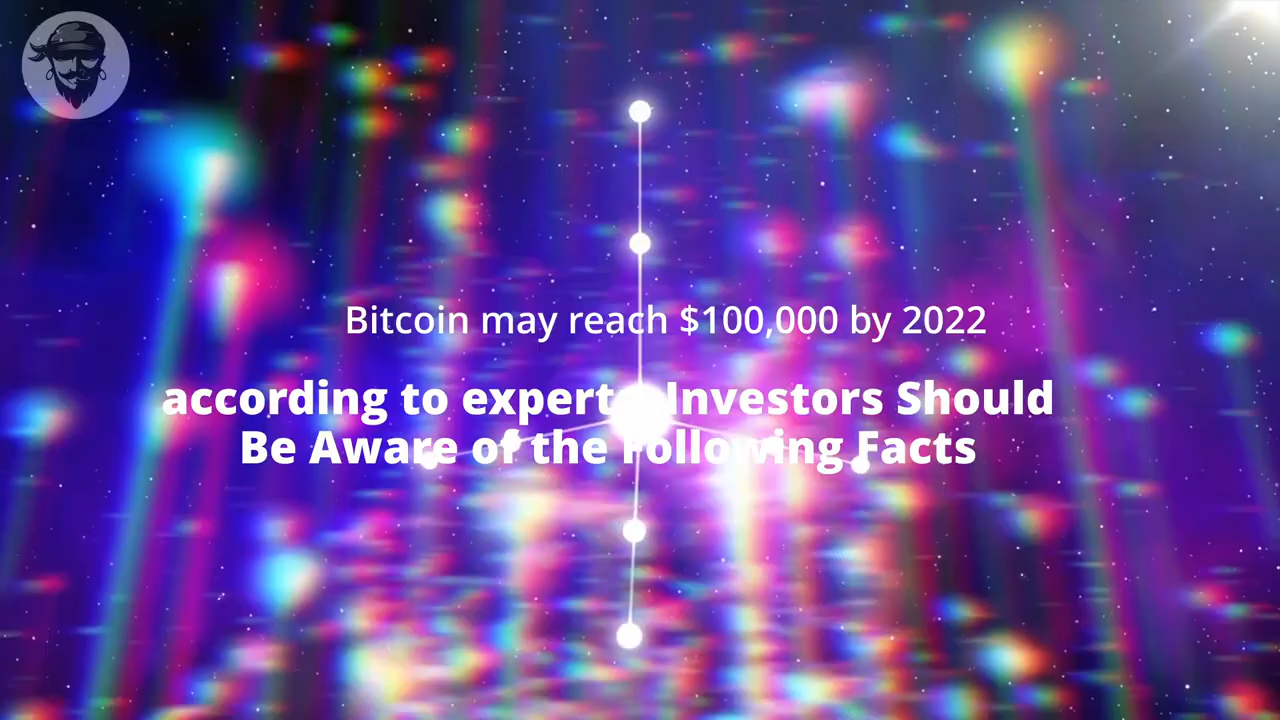 Bitcoin may reach $100,000 by 2022
according to experts Investors Should
Be Aware of the Following Facts